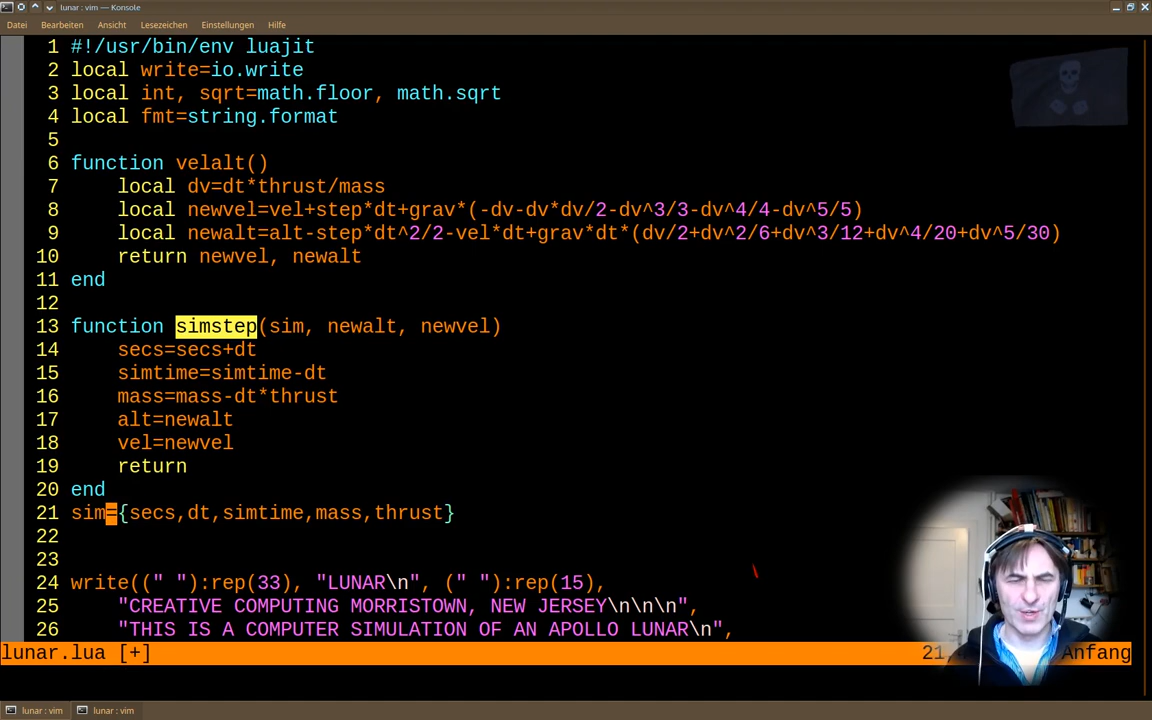 lunar : vim — Konsole
Datei Bearbeiten Ansicht Lesezeichen Einstellungen Hilfe
1 #!/usr/bin/env luajit
2 local write=io.write
3 local int, sqrt=math.floor, math.sqrt
4 local fmt=string.format
5
6 function velalt()
7     local dv=dt*thrust/mass
8     local newvel=vel+step*dt+grav*(-dv-dv*dv/2-dv^3/3-dv^4/4-dv^5/5)
9     local newalt=alt-step*dt^2/2-vel*dt+grav*dt*(dv/2+dv^2/6+dv^3/12+dv^4/20+dv^5/30)
10     return newvel, newalt
11 end
12
13 function simstep(sim, newalt, newvel)
14     secs=secs+dt
15     simtime=simtime-dt
16     mass=mass-dt*thrust
17     alt=newalt
18     vel=newvel
19     return
20 end
21 sim={secs,dt,simtime,mass,thrust}
22
23
24 write((" "):rep(33), "LUNAR\n", (" "):rep(15),
25     "CREATIVE COMPUTING MORRISTOWN, NEW JERSEY\n\n\n",
26     "THIS IS A COMPUTER SIMULATION OF AN APOLLO LUNAR\n",
lunar.lua [+] 21, Anfang
lunar : vim lunar : vim